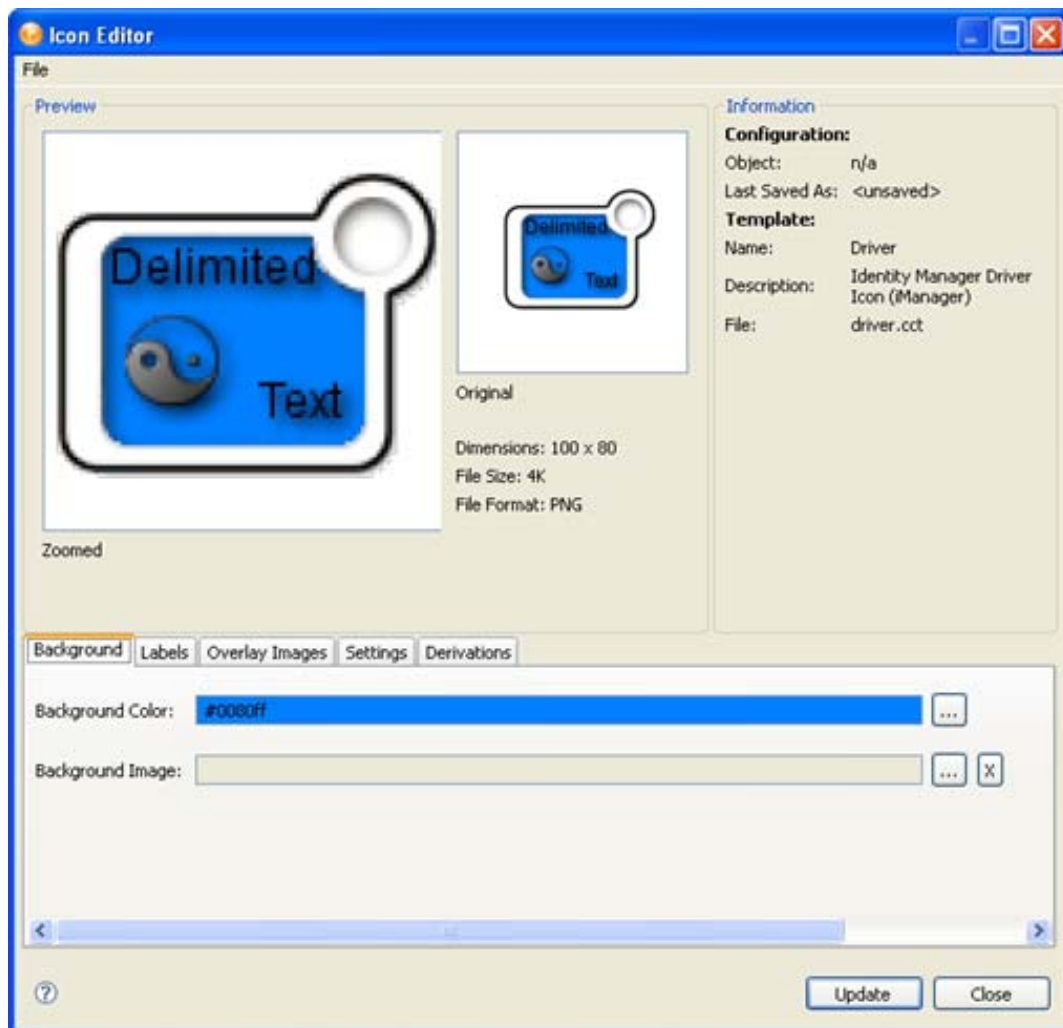 Icon Editor
File
Preview
Delimited
Text
Zoomed
Delimited
Text
Original
Dimensions: 100 x 80
File Size: 4K
File Format: PNG
Information
Configuration:
Object: n/a
Last Saved As: <unsaved>
Template:
Name: Driver
Description: Identity Manager Driver
Icon (iManager)
File: driver.cct
Background Labels Overlay Images Settings Derivations
Background Color: #0080ff ...
Background Image: ... X
?
Update Close